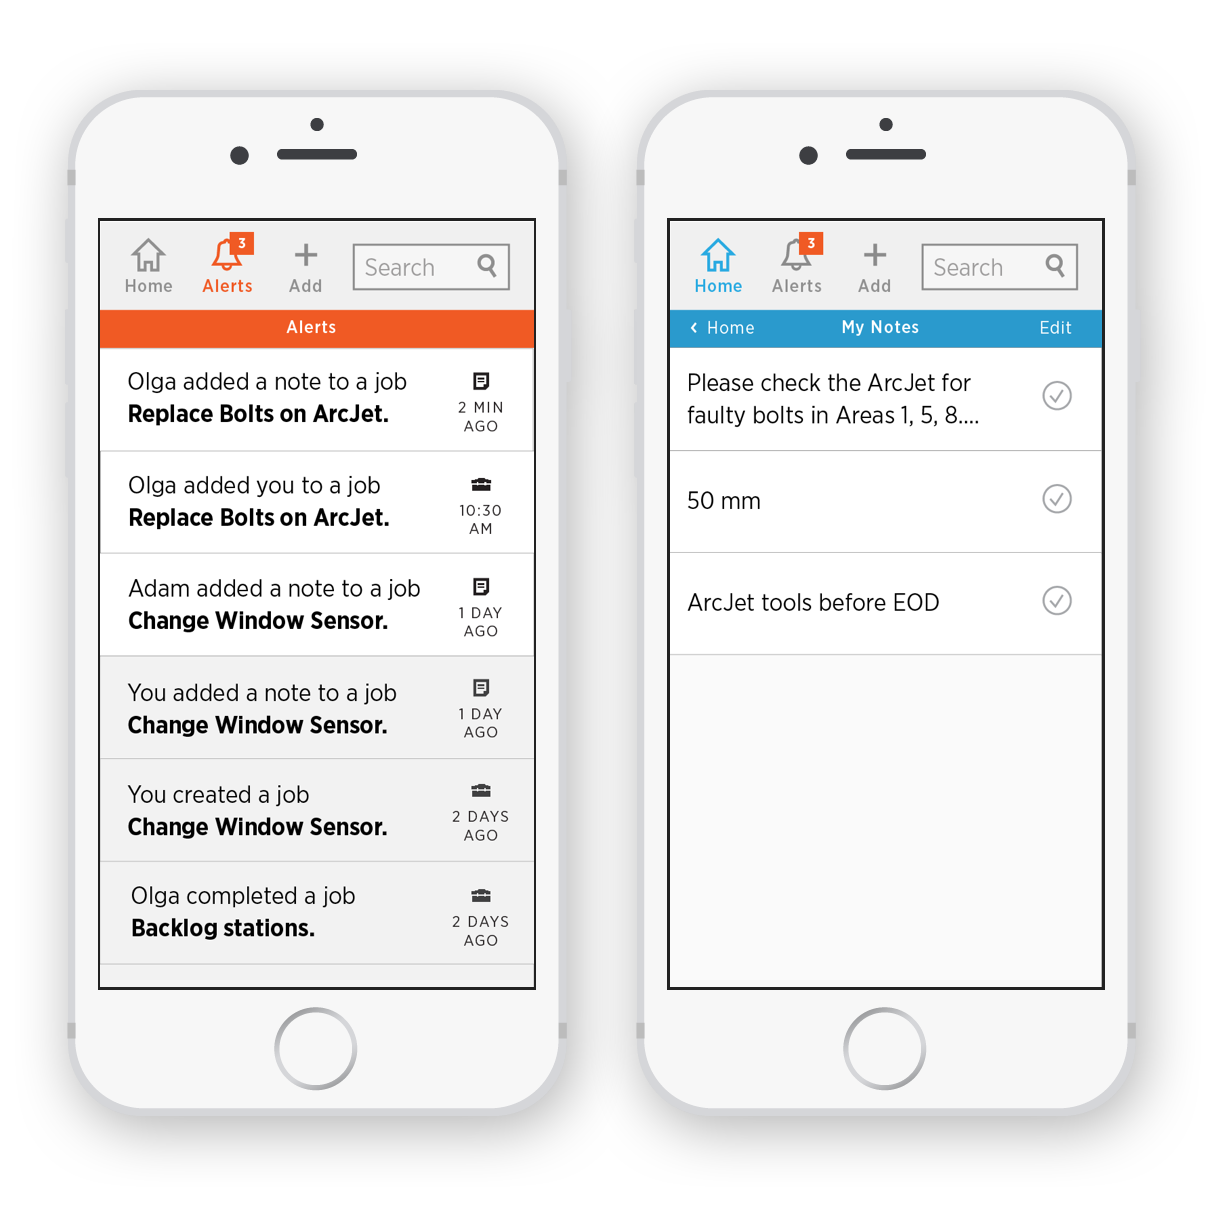 3
Home Alerts Add Search
Alerts
Olga added a note to a job
Replace Bolts on ArcJet.
2 MIN
AGO
Olga added you to a job
Replace Bolts on ArcJet.
10:30
AM
Adam added a note to a job
Change Window Sensor.
1 DAY
AGO
You added a note to a job
Change Window Sensor.
1 DAY
AGO
You created a job
Change Window Sensor.
2 DAYS
AGO
Olga completed a job
Backlog stations.
2 DAYS
AGO
3
Home Alerts Add Search
‹ Home My Notes Edit
Please check the ArcJet for
faulty bolts in Areas 1, 5, 8....
50 mm
ArcJet tools before EOD